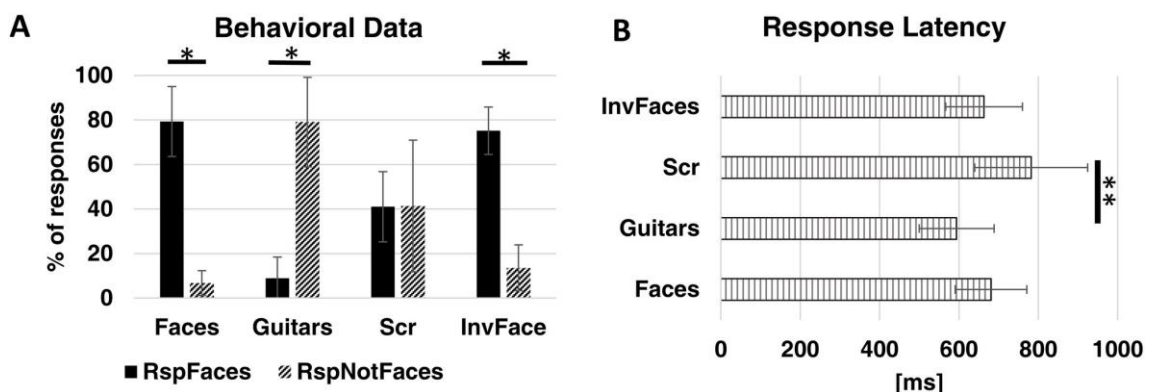 A
Behavioral Data
* * *
% of responses
100
80
60
40
20
0
Faces Guitars Scr InvFace
RspFaces RspNotFaces
B
Response Latency
InvFaces
Scr
**
Guitars
Faces
0 200 400 600 800 1000
[ms]